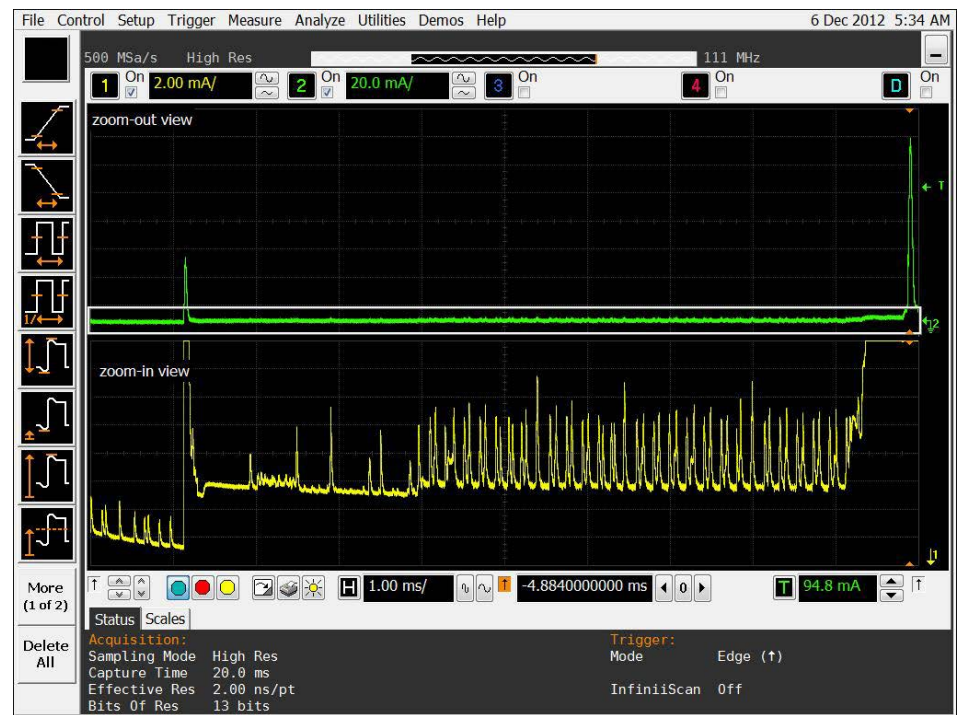 File Control Setup Trigger Measure Analyze Utilities Demos Help 6 Dec 2012 5:34 AM
500 MSa/s High Res 111 MHz
1 On 2.00 mA/ 2 On 20.0 mA/ 3 On 4 On D On
zoom-out view
T
2
zoom-in view
1/
1
More
(1 of 2)
Delete
All
H 1.00 ms/ -4.8840000000 ms 0 T 94.8 mA
Status Scales
Acquisition: Trigger:
Sampling Mode High Res Mode Edge (↑)
Capture Time 20.0 ms
Effective Res 2.00 ns/pt InfiniiScan Off
Bits Of Res 13 bits